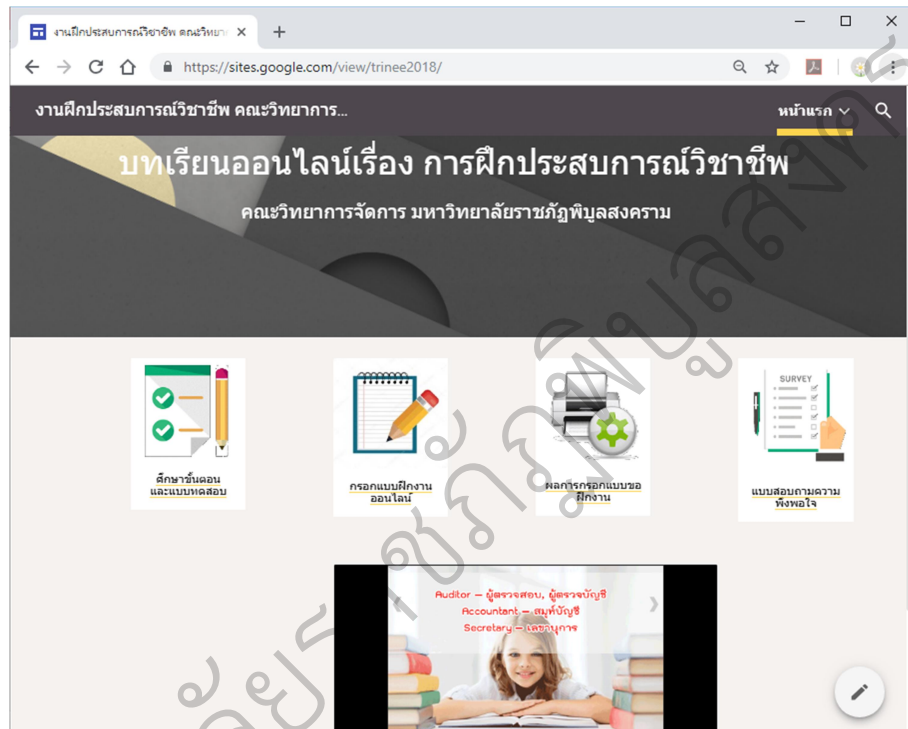 งานฝึกประสบการณ์วิชาชีพ คณะวิทยา
https://sites.google.com/view/trinee2018/
งานฝึกประสบการณ์วิชาชีพ คณะวิทยาการ...
หน้าแรก
บทเรียนออนไลน์เรื่อง การฝึกประสบการณ์วิชาชีพ
คณะวิทยาการจัดการ มหาวิทยาลัยราชภัฏพิบูลสงคราม
SURVEY
ศึกษาขั้นตอน
และแบบทดสอบ
กรอกแบบฝึกงาน
ออนไลน์
ผลการกรอกแบบขอ
ฝึกงาน
แบบสอบถามความ
พึงพอใจ
Auditor – ผู้ตรวจสอบ, ผู้ตรวจบัญชี
Accountant – สมุห์บัญชี
Secretary – เลขานุการ